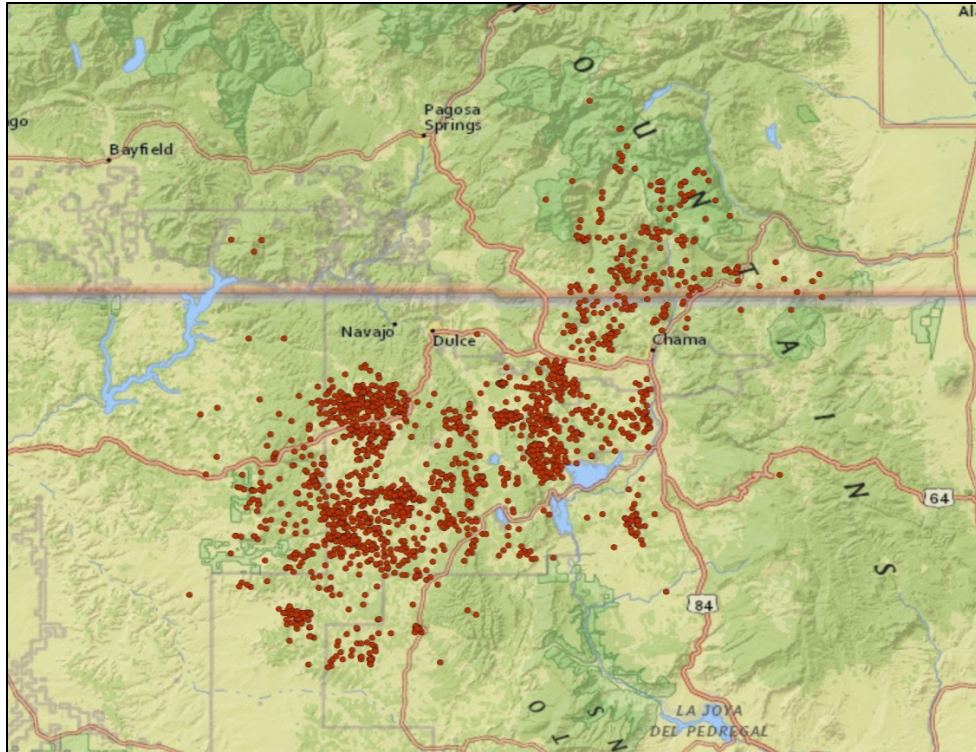 Al
O
Pagosa
Springs
U
go
Bayfield
N
T
Navajo
Dulce
Chama
A
I
N
64
S
84
LA JOYA
DEL PEDREGAL
O
S
T
N